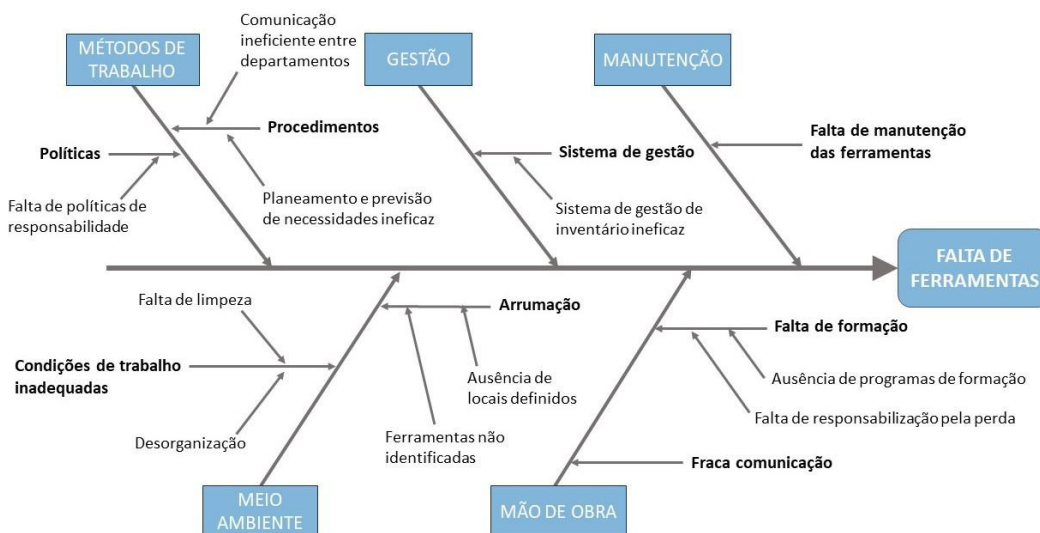 MÉTODOS DE
TRABALHO
Comunicação
ineficiente entre
departamentos
GESTÃO
MANUTENÇÃO
Procedimentos
Políticas
Falta de políticas de
responsabilidade
Planeamento e previsão
de necessidades ineficaz
Sistema de gestão
Sistema de gestão de
inventário ineficaz
Falta de manutenção
das ferramentas
FALTA DE
FERRAMENTAS
Falta de limpeza
Condições de trabalho
inadequadas
Desorganização
Arrumação
Ausência de
locais definidos
Ferramentas não
identificadas
MEIO
AMBIENTE
Falta de formação
Ausência de programas de formação
Falta de responsabilização pela perda
Fraca comunicação
MÃO DE OBRA